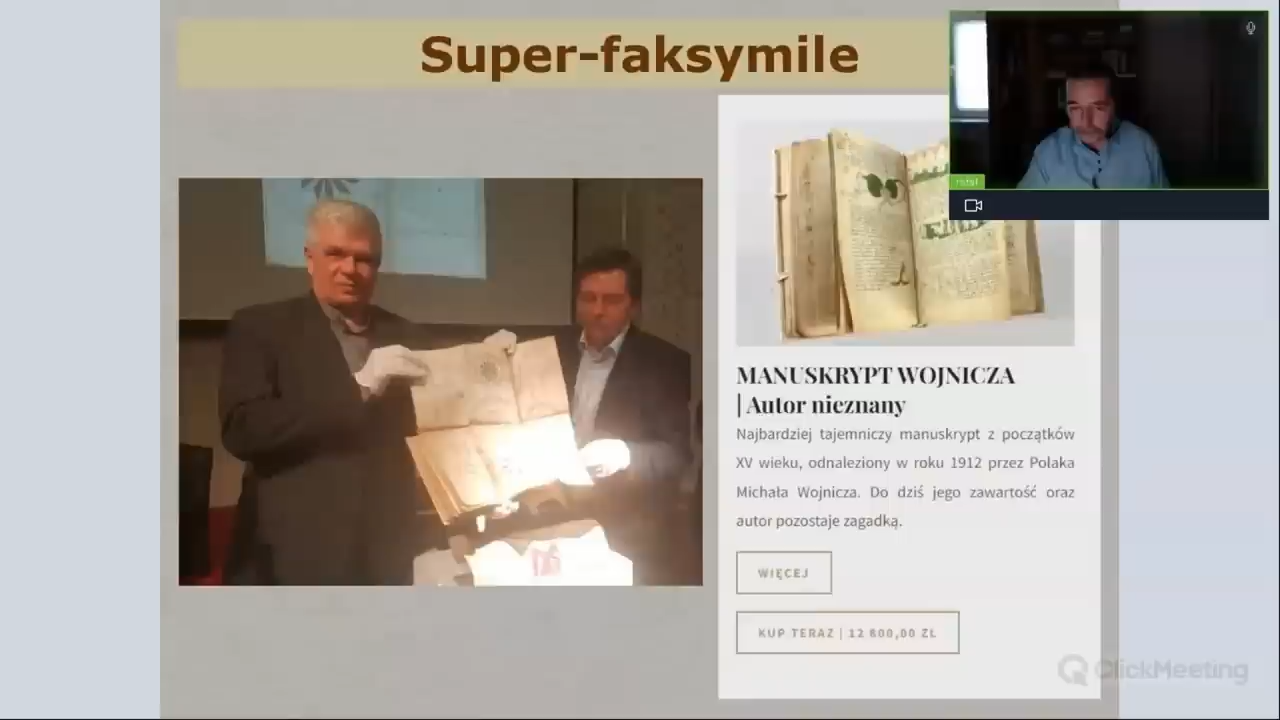 Super-faksymile
MANUSKRYPT WOJNICZA
| Autor nieznany
Najbardziej tajemniczy manuskrypt z początków
XV wieku, odnaleziony w roku 1912 przez Polaka
Michała Wojnicza. Do dziś jego zawartość oraz
autor pozostaje zagadką.
WIĘCEJ
KUP TERAZ | 12 800,00 ZŁ
ClickMeeting